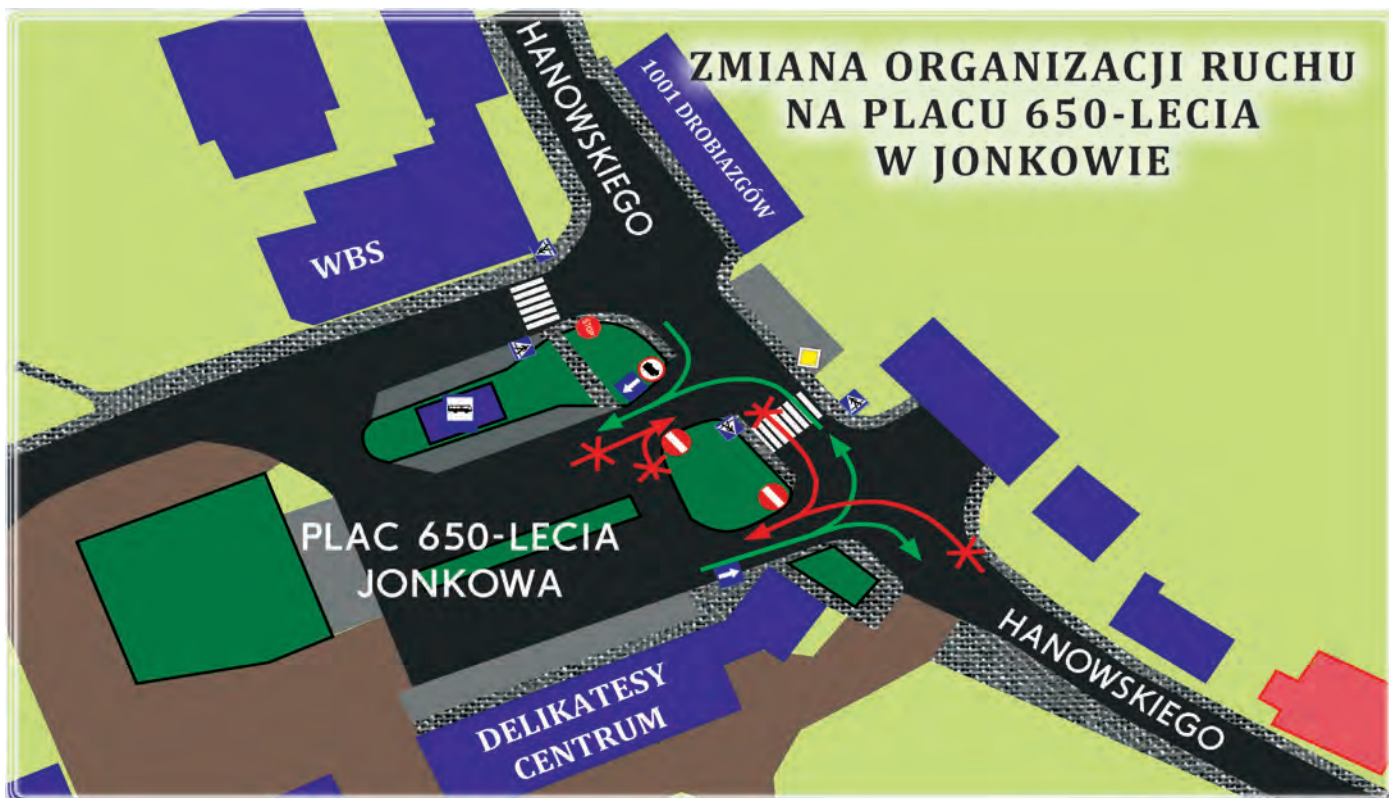 ZMIANA ORGANIZACJI RUCHU
NA PLACU 650-LECIA
W JONKOWIE
HANOWSKIEGO
1001 DROBIAZGÓW
WBS
STOP
PLAC 650-LECIA
JONKOWA
DELIKATESY
CENTRUM
HANOWSKIEGO